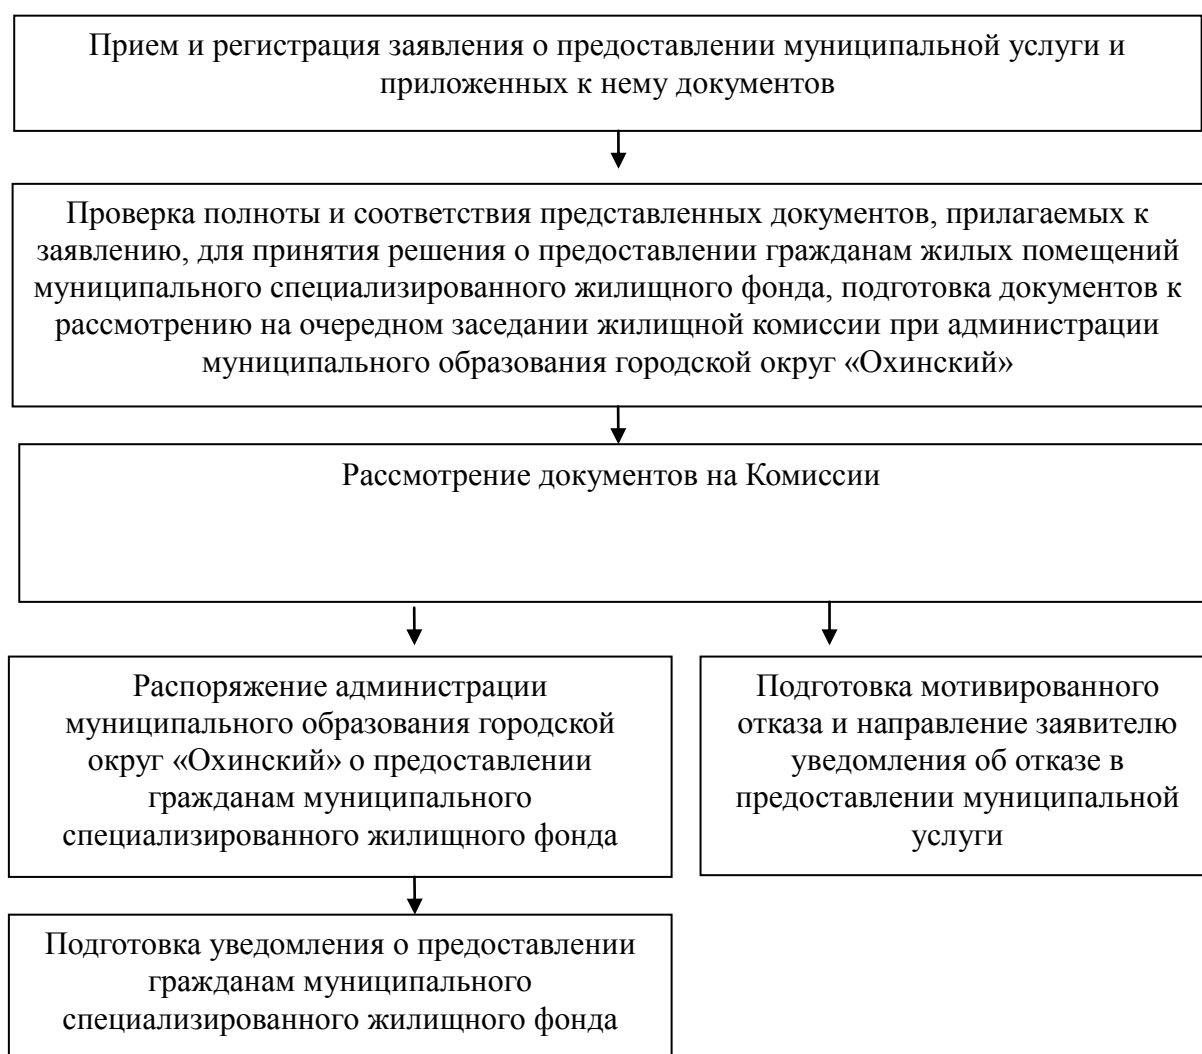 Прием и регистрация заявления о предоставлении муниципальной услуги и
приложенных к нему документов
Проверка полноты и соответствия представленных документов, прилагаемых к
заявлению, для принятия решения о предоставлении гражданам жилых помещений
муниципального специализированного жилищного фонда, подготовка документов к
рассмотрению на очередном заседании жилищной комиссии при администрации
муниципального образования городской округ «Охинский»
Рассмотрение документов на Комиссии
Распоряжение администрации
муниципального образования городской
округ «Охинский» о предоставлении
гражданам муниципального
специализированного жилищного фонда
Подготовка мотивированного
отказа и направление заявителю
уведомления об отказе в
предоставлении муниципальной
услуги
Подготовка уведомления о предоставлении
гражданам муниципального
специализированного жилищного фонда